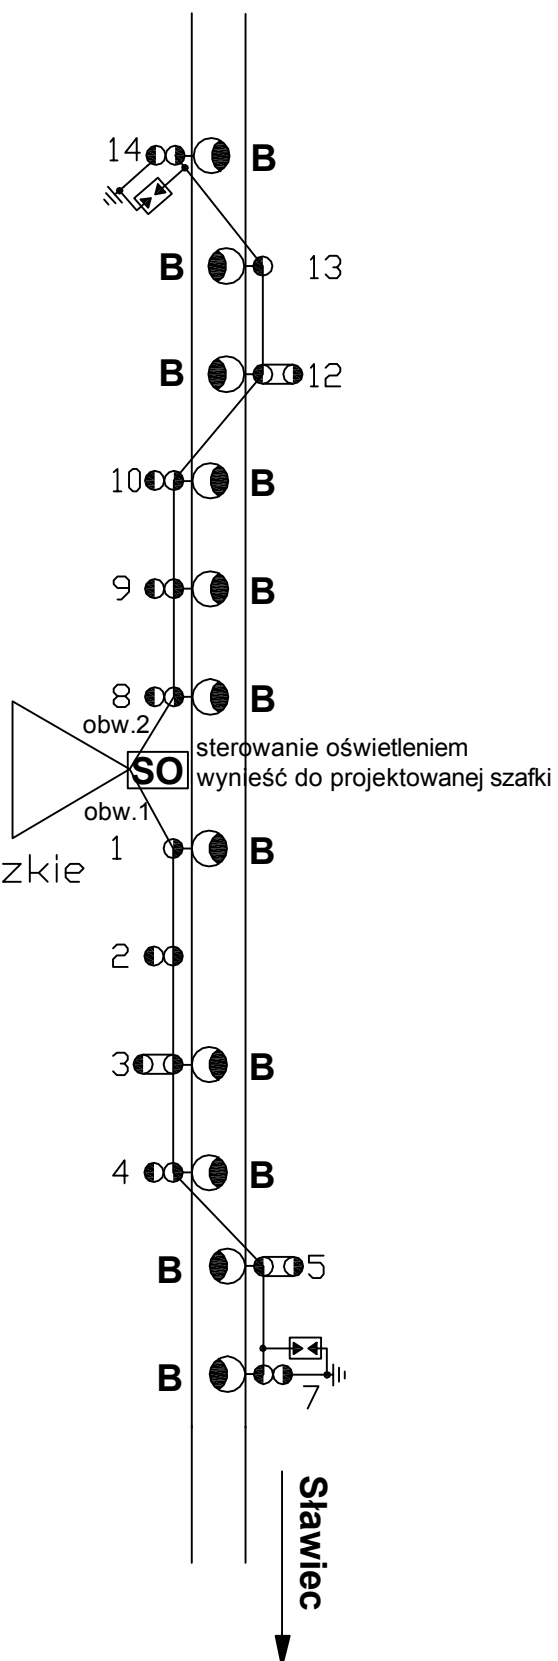 14 B
B 13
B 12
10 B
9 B
8 B
obw.2
sterowanie oświetleniem
SO wynieść do projektowanej szafki
obw.1
1 B
zkie
2
3 B
4 B
B 5
B 7
Sławiec